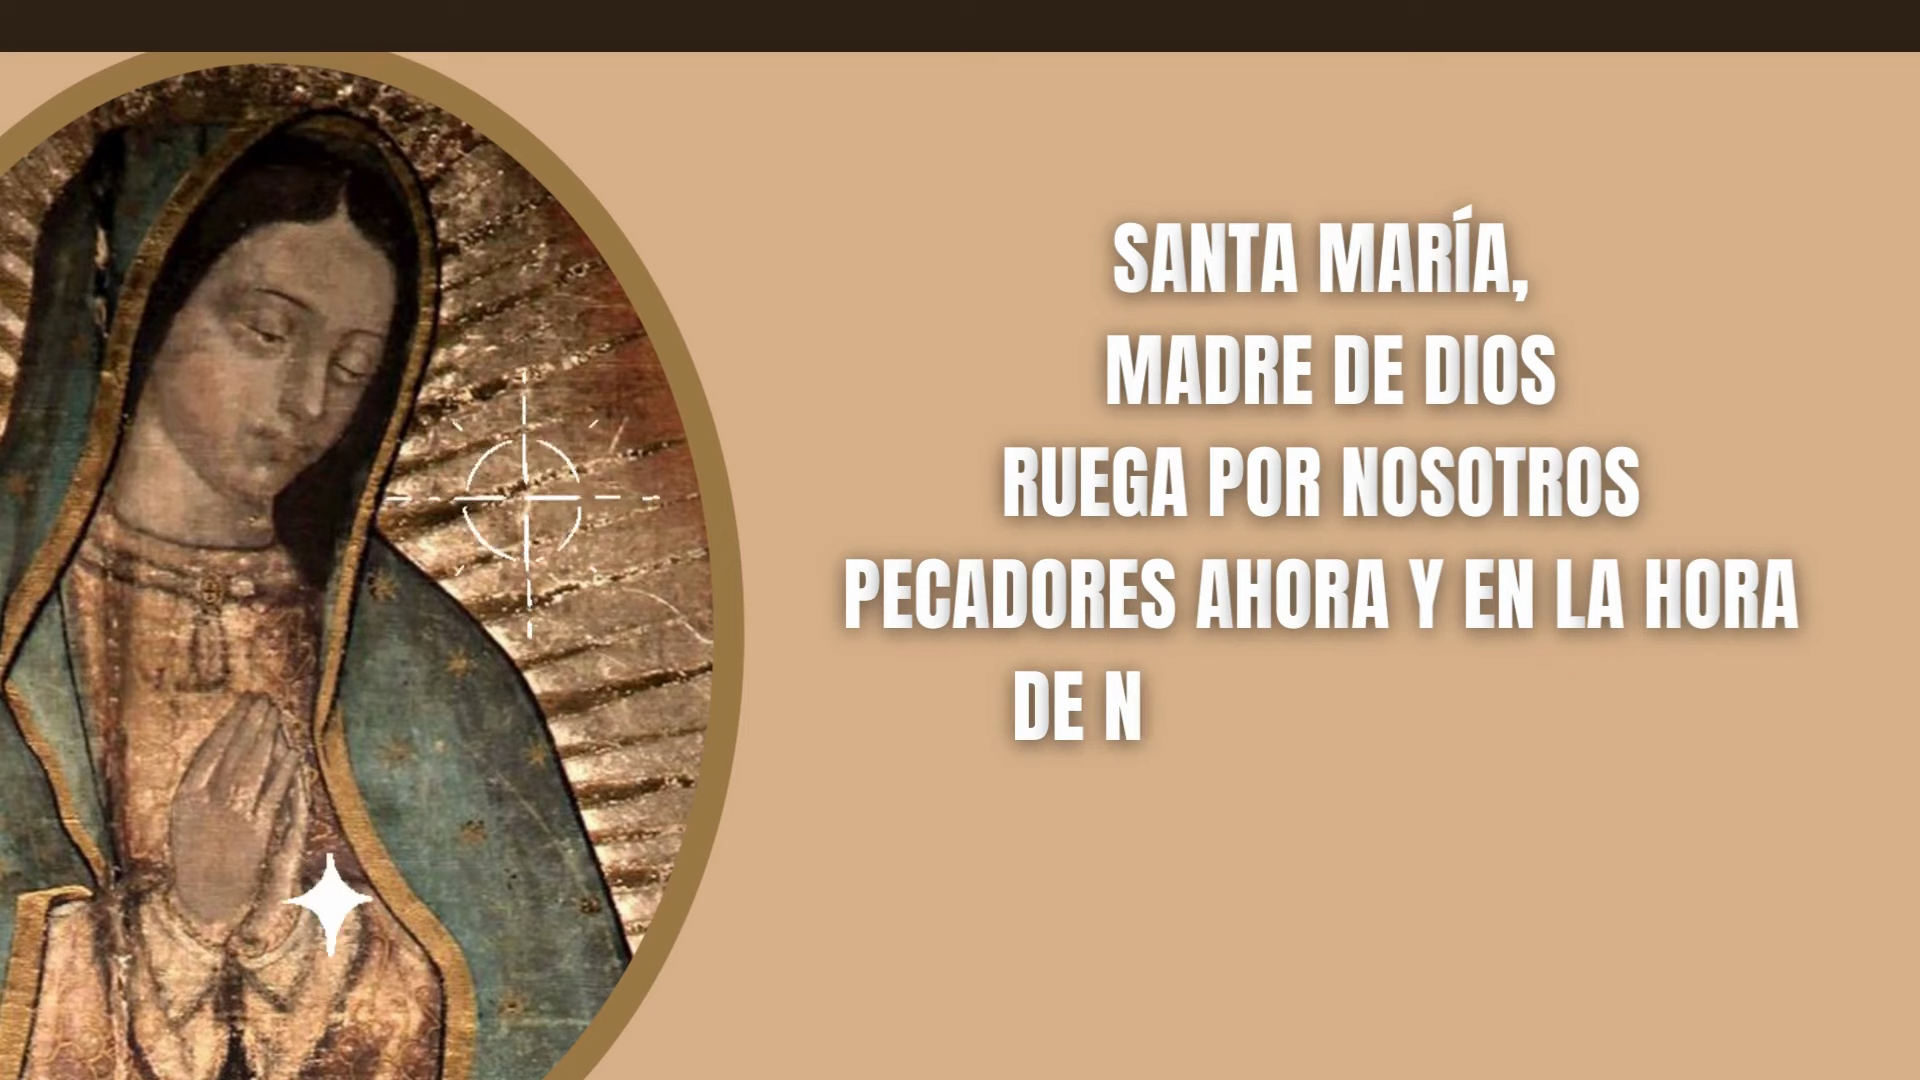 SANTA MARÍA,
MADRE DE DIOS
RUEGA POR NOSOTROS
PECADORES AHORA Y EN LA HORA
DE N